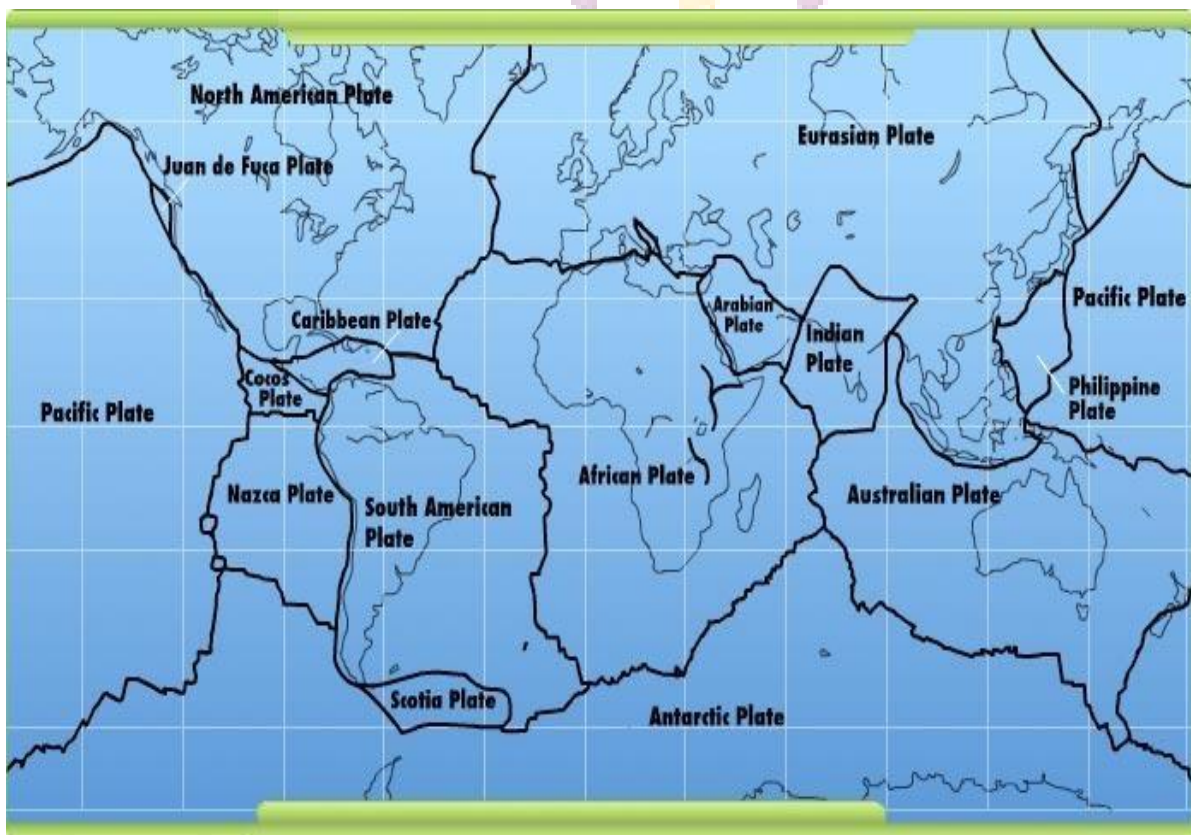 North American Plate
Juan de Fuca Plate
Eurasian Plate
Caribbean Plate
Arabian
Plate
Indian
Plate
Pacific Plate
Cocos
Plate
Philippine
Plate
Pacific Plate
African Plate
Nazca Plate
South American
Plate
Australian Plate
Scotia Plate
Antarctic Plate